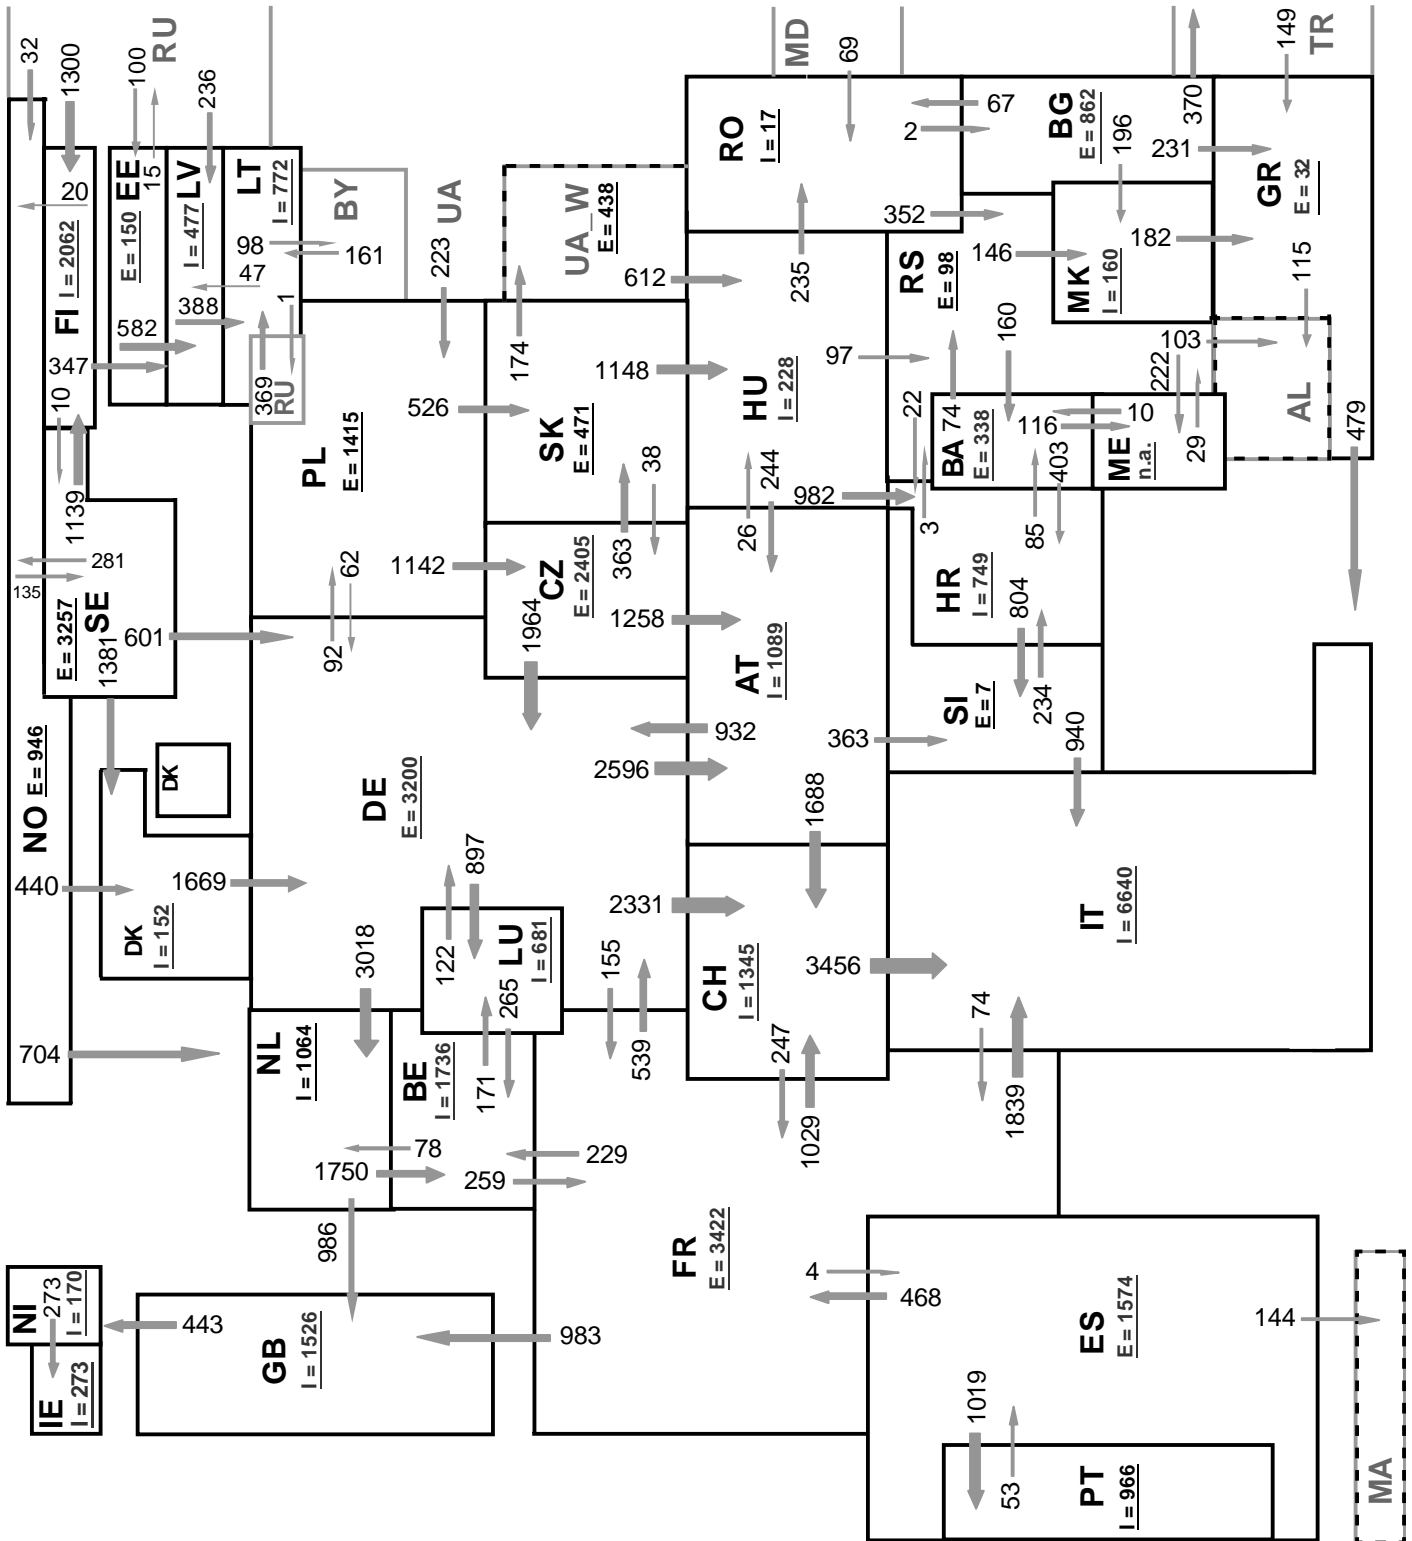 32
1300
100
RU
236
MD
69
370
149
TR
20
FI I = 2062
EE
E = 150
15
LV
I = 477
LT
I = 772
BY
UA
223
UA_W
E = 438
RO
I = 17
67
2
BG
E = 862
196
231
GR
E = 32
98
161
47
1
388
582
347
10
369
RU
174
612
235
352
RS
E = 98
146
MK
I = 160
182
115
103
AL
PL
E = 1415
526
SK
E = 471
1148
HU
I = 228
97
160
222
22
BA
74
E = 338
116
10
403
ME
n.a.
29
479
1139
281
135
SE
E = 3257
1381
601
92
62
1142
CZ
E = 2405
363
38
1964
1258
26
244
982
3
85
HR
I = 749
804
234
AT
I = 1089
SI
E = 7
363
940
932
2596
1688
NO E = 946
DK
440
1669
DK
I = 152
DE
E = 3200
897
122
LU
I = 681
265
171
3018
155
539
2331
CH
I = 1345
3456
IT
I = 6640
74
1839
247
1029
704
NL
I = 1064
BE
I = 1736
78
1750
229
259
986
NI
273
I = 170
IE
I = 273
443
GB
I = 1526
983
FR
E = 3422
4
468
ES
E = 1574
144
1019
53
PT
I = 966
MA